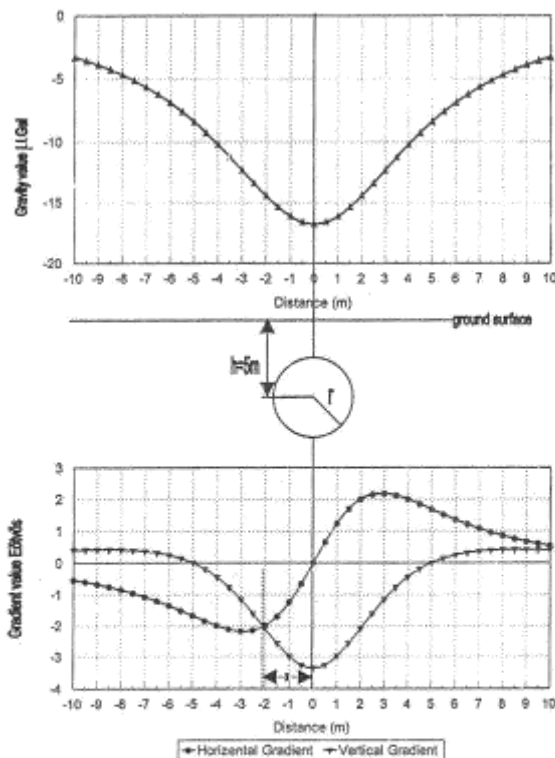 0
-5
-10
-15
-20
Gravity value μGal
-10 -9 -8 -7 -6 -5 -4 -3 -2 -1 0 1 2 3 4 5 6 7 8 9 10
Distance (m)
ground surface
h=5m
r
3
2
1
0
-1
-2
-3
-4
Gradient value
x
-10 -9 -8 -7 -6 -5 -4 -3 -2 -1 0 1 2 3 4 5 6 7 8 9 10
Distance (m)
Horizental Gradient Vertical Gradient